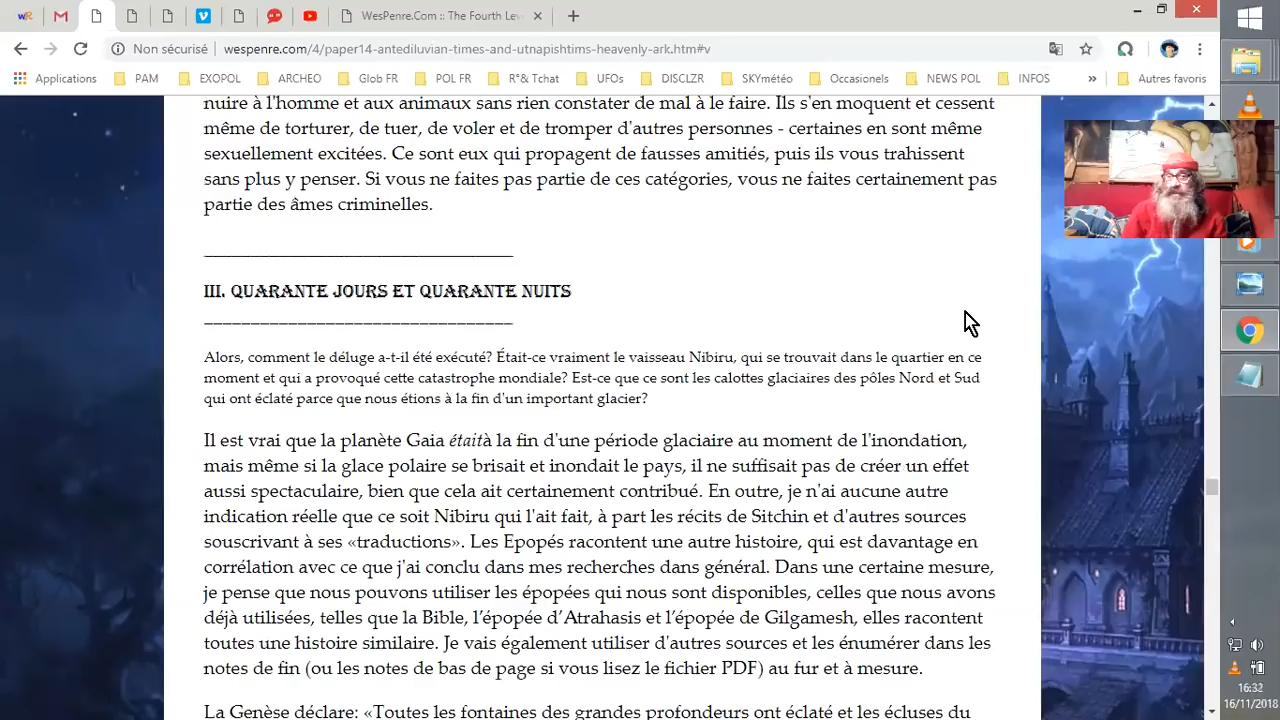 WesPenre.Com :: The Fourth Lev
Non sécurisé
wespenre.com/4/paper14-antediluvian-times-and-utnapishtims-heavenly-ark.htm#v
Applications PAM EXOPOL ARCHEO Glob FR POL FR R°& l'chat UFOs DISCLZR SKYmétéo Occasionels NEWS POL INFOS » Autres favoris
nuire à l'homme et aux animaux sans rien constater de mal à le faire. Ils s'en moquent et cessent
même de torturer, de tuer, de voler et de tromper d'autres personnes - certaines en sont même
sexuellement excitées. Ce sont eux qui propagent de fausses amitiés, puis ils vous trahissent
sans plus y penser. Si vous ne faites pas partie de ces catégories, vous ne faites certainement pas
partie des âmes criminelles.
III. QUARANTE JOURS ET QUARANTE NUITS
Alors, comment le déluge a-t-il été exécuté? Était-ce vraiment le vaisseau Nibiru, qui se trouvait dans le quartier en ce
moment et qui a provoqué cette catastrophe mondiale? Est-ce que ce sont les calottes glaciaires des pôles Nord et Sud
qui ont éclaté parce que nous étions à la fin d'un important glacier?
Il est vrai que la planète Gaia étaità la fin d'une période glaciaire au moment de l'inondation,
mais même si la glace polaire se brisait et inondait le pays, il ne suffisait pas de créer un effet
aussi spectaculaire, bien que cela ait certainement contribué. En outre, je n'ai aucune autre
indication réelle que ce soit Nibiru qui l'ait fait, à part les récits de Sitchin et d'autres sources
souscrivant à ses «traductions». Les Epopés racontent une autre histoire, qui est davantage en
corrélation avec ce que j'ai conclu dans mes recherches dans général. Dans une certaine mesure,
je pense que nous pouvons utiliser les épopées qui nous sont disponibles, celles que nous avons
déjà utilisées, telles que la Bible, l'épopée d'Atrahasis et l'épopée de Gilgamesh, elles racontent
toutes une histoire similaire. Je vais également utiliser d'autres sources et les énumérer dans les
notes de fin (ou les notes de bas de page si vous lisez le fichier PDF) au fur et à mesure.
La Genèse déclare: «Toutes les fontaines des grandes profondeurs ont éclaté et les écluses du
16:32
16/11/2018